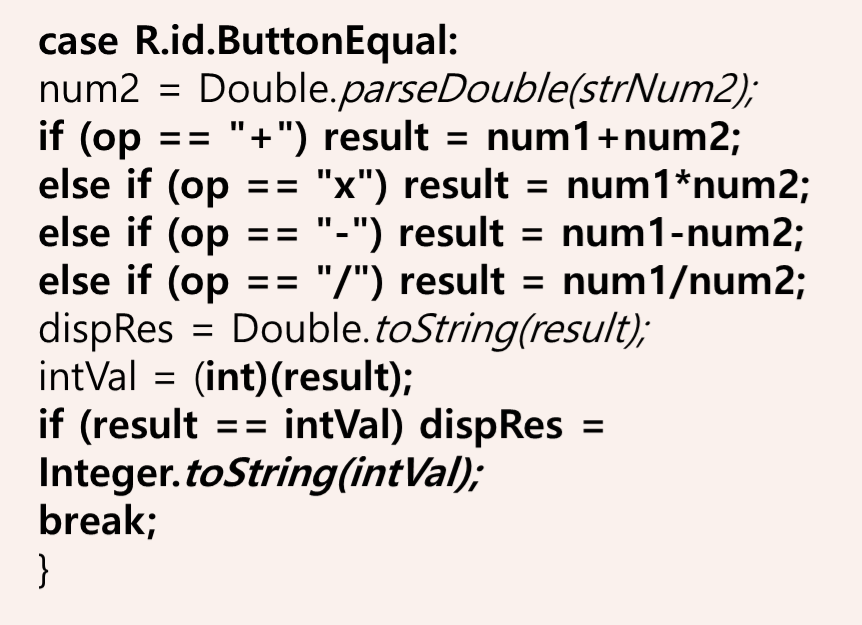 case R.id.ButtonEqual:
num2 = Double.parseDouble(strNum2);
if (op == "+") result = num1+num2;
else if (op == "x") result = num1*num2;
else if (op == "-") result = num1-num2;
else if (op == "/") result = num1/num2;
dispRes = Double.toString(result);
intVal = (int)(result);
if (result == intVal) dispRes =
Integer.toString(intVal);
break;
}